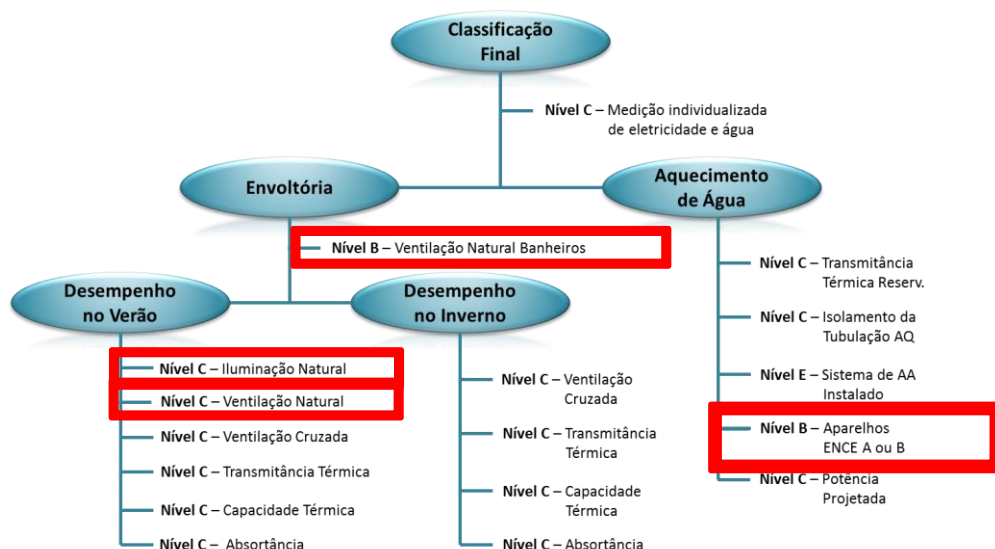 Classificação
Final
Nível C – Medição individualizada
de eletricidade e água
Envoltória
Aquecimento
de Água
Nível B – Ventilação Natural Banheiros
Desempenho
no Verão
Desempenho
no Inverno
Nível C – Iluminação Natural
Nível C – Ventilação Natural
Nível C – Ventilação Cruzada
Nível C – Transmitância Térmica
Nível C – Capacidade Térmica
Nível C – Absortância
Nível C – Ventilação
Cruzada
Nível C – Transmitância
Térmica
Nível C – Capacidade
Térmica
Nível C – Absortância
Nível C – Transmitância
Térmica Reserv.
Nível C – Isolamento da
Tubulação AQ
Nível E – Sistema de AA
Instalado
Nível B – Aparelhos
ENCE A ou B
Nível C – Potência
Projetada